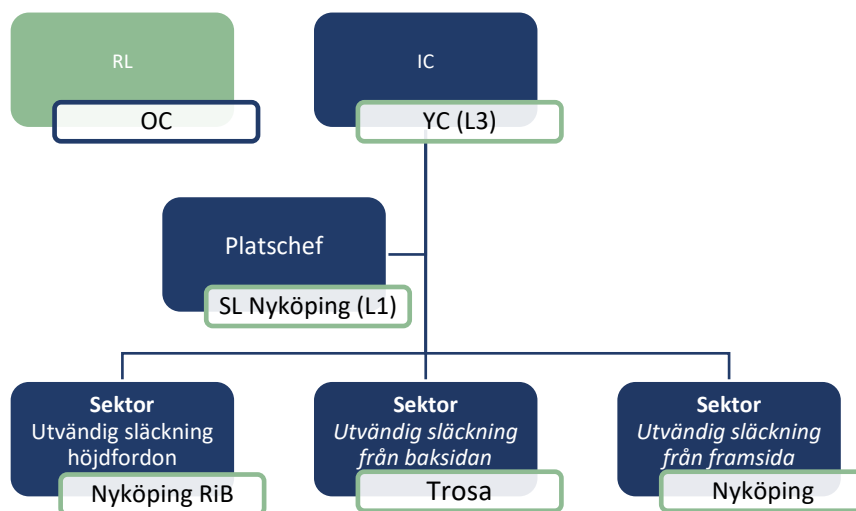 RL
OC
IC
YC (L3)
Platschef
SL Nyköping (L1)
Sektor
Utvändig släckning
höjdfordon
Nyköping RiB
Sektor
Utvändig släckning
från baksidan
Trosa
Sektor
Utvändig släckning
från framsida
Nyköping